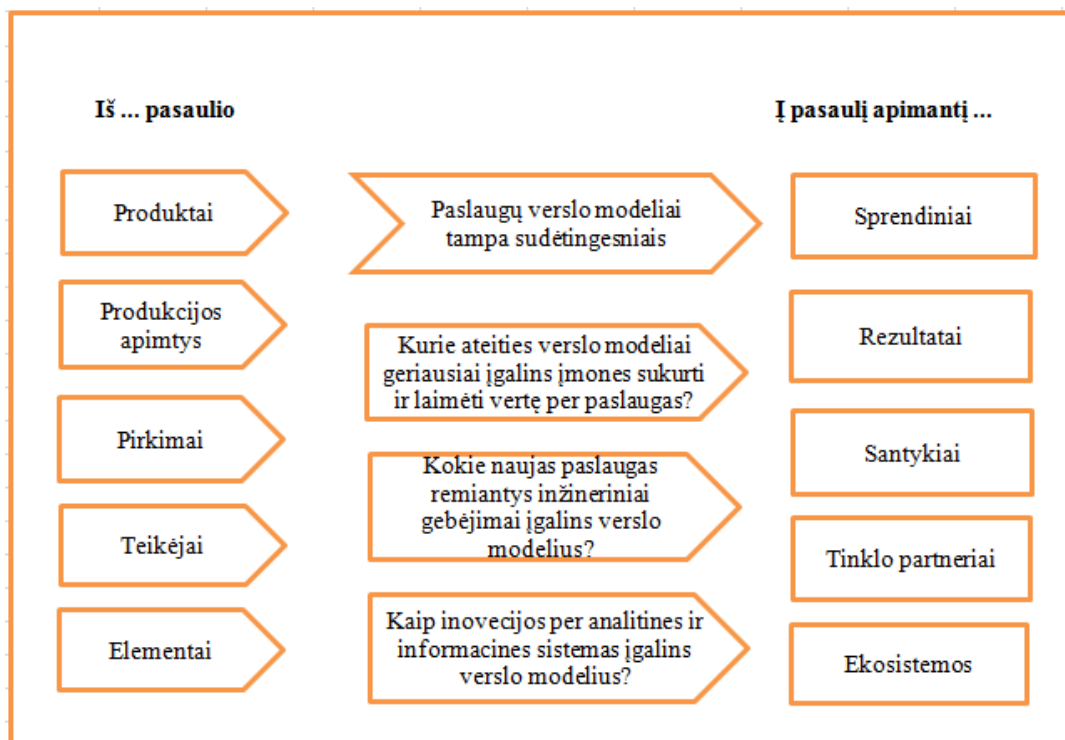 Iš ... pasaulio
Į pasaulį apimantį ...
Produktai
Paslaugų verslo modeliai
tampa sudėtingesniais
Sprendiniai
Produkcijos
apimtys
Kurie ateities verslo modeliai
geriausiai įgalins įmones sukurti
ir laimėti vertę per paslaugas?
Rezultatai
Pirkimai
Kokie naujas paslaugas
remiantys inžineriniai
gebėjimai įgalins verslo
modelius?
Santykiai
Teikėjai
Tinklo partneriai
Elementai
Kaip inovecijos per analitines ir
informacines sistemas įgalins
verslo modelius?
Ekosistemos